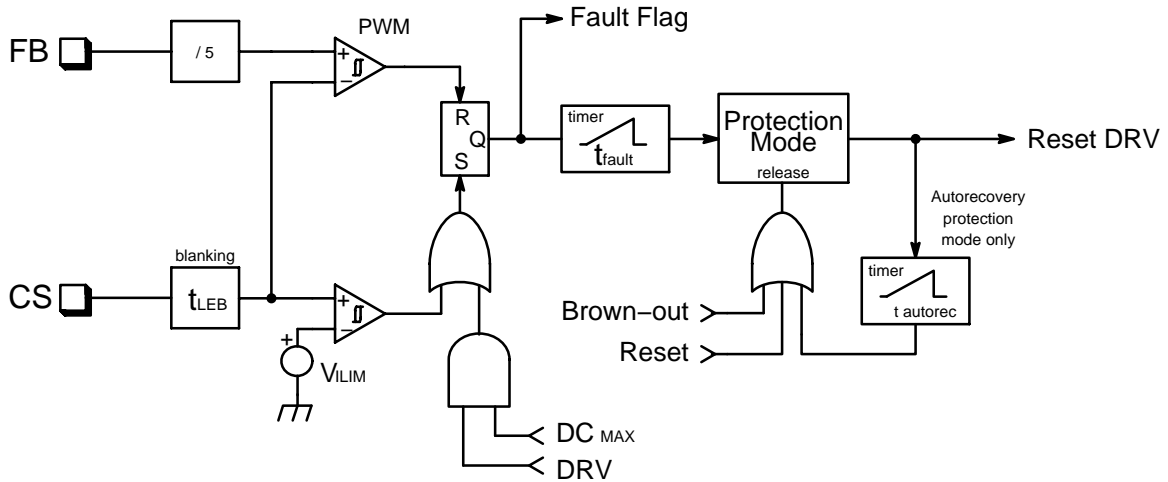 Fault Flag
PWM
FB
/ 5
+
−
R
Q
S
timer
tfault
Protection
Mode
release
Reset DRV
Autorecovery
protection
mode only
blanking
CS
tLEB
+
−
+
VILIM
timer
t autorec
Brown−out
Reset
DC MAX
DRV